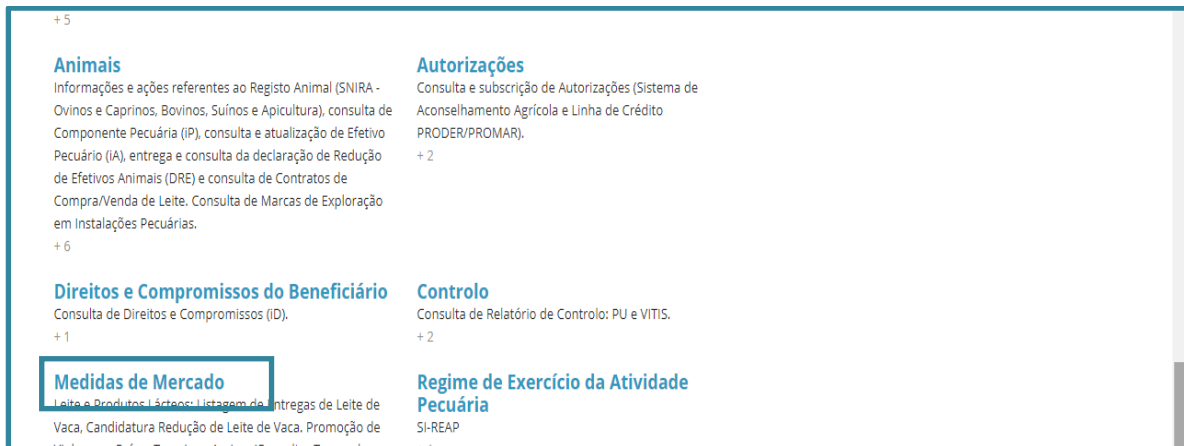 + 5
Animais
Informações e ações referentes ao Registo Animal (SNIRA -
Ovinos e Caprinos, Bovinos, Suínos e Apicultura), consulta de
Componente Pecuária (iP), consulta e atualização de Efetivo
Pecuário (iA), entrega e consulta da declaração de Redução
de Efetivos Animais (DRE) e consulta de Contratos de
Compra/Venda de Leite. Consulta de Marcas de Exploração
em Instalações Pecuárias.
+ 6
Autorizações
Consulta e subscrição de Autorizações (Sistema de
Aconselhamento Agrícola e Linha de Crédito
PRODER/PROMAR).
+ 2
Direitos e Compromissos do Beneficiário
Consulta de Direitos e Compromissos (iD).
+ 1
Controlo
Consulta de Relatório de Controlo: PU e VITIS.
+ 2
Medidas de Mercado
Leite e Produtos Lácteos: Listagem de Entregas de Leite de
Vaca, Candidatura Redução de Leite de Vaca. Promoção de
Regime de Exercício da Atividade
Pecuária
SI-REAP